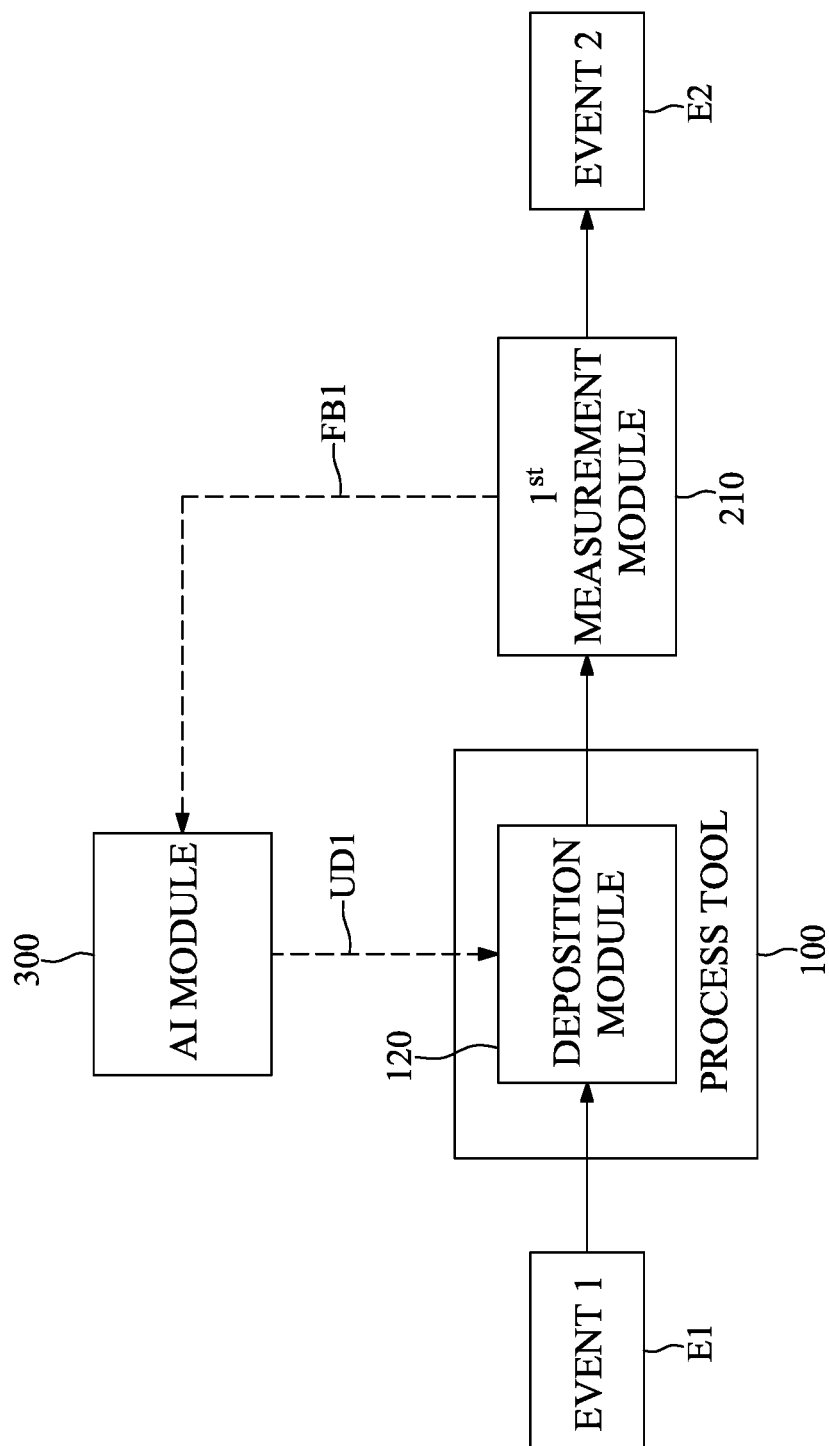 300
AI MODULE
FB1
UD1
EVENT 1
E1
120
DEPOSITION
MODULE
PROCESS TOOL
100
1st
MEASUREMENT
MODULE
210
EVENT 2
E2